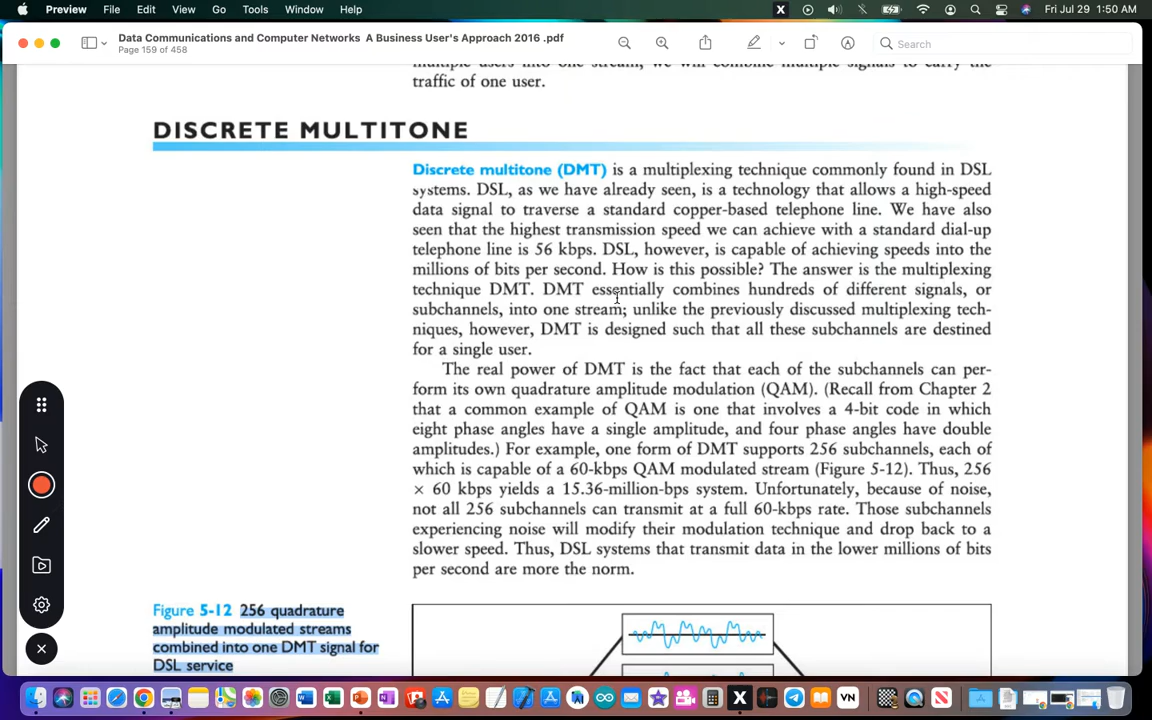 Preview File Edit View Go Tools Window Help Fri Jul 29 1:50 AM
Data Communications and Computer Networks A Business User's Approach 2016 .pdf
Page 159 of 458
Search
multiple users into one stream, we will combine multiple signals to carry the
traffic of one user.
DISCRETE MULTITONE
Discrete multitone (DMT) is a multiplexing technique commonly found in DSL
systems. DSL, as we have already seen, is a technology that allows a high-speed
data signal to traverse a standard copper-based telephone line. We have also
seen that the highest transmission speed we can achieve with a standard dial-up
telephone line is 56 kbps. DSL, however, is capable of achieving speeds into the
millions of bits per second. How is this possible? The answer is the multiplexing
technique DMT. DMT essentially combines hundreds of different signals, or
subchannels, into one stream; unlike the previously discussed multiplexing tech-
niques, however, DMT is designed such that all these subchannels are destined
for a single user.
The real power of DMT is the fact that each of the subchannels can per-
form its own quadrature amplitude modulation (QAM). (Recall from Chapter 2
that a common example of QAM is one that involves a 4-bit code in which
eight phase angles have a single amplitude, and four phase angles have double
amplitudes.) For example, one form of DMT supports 256 subchannels, each of
which is capable of a 60-kbps QAM modulated stream (Figure 5-12). Thus, 256
× 60 kbps yields a 15.36-million-bps system. Unfortunately, because of noise,
not all 256 subchannels can transmit at a full 60-kbps rate. Those subchannels
experiencing noise will modify their modulation technique and drop back to a
slower speed. Thus, DSL systems that transmit data in the lower millions of bits
per second are more the norm.
Figure 5-12 256 quadrature
amplitude modulated streams
combined into one DMT signal for
DSL service
VN